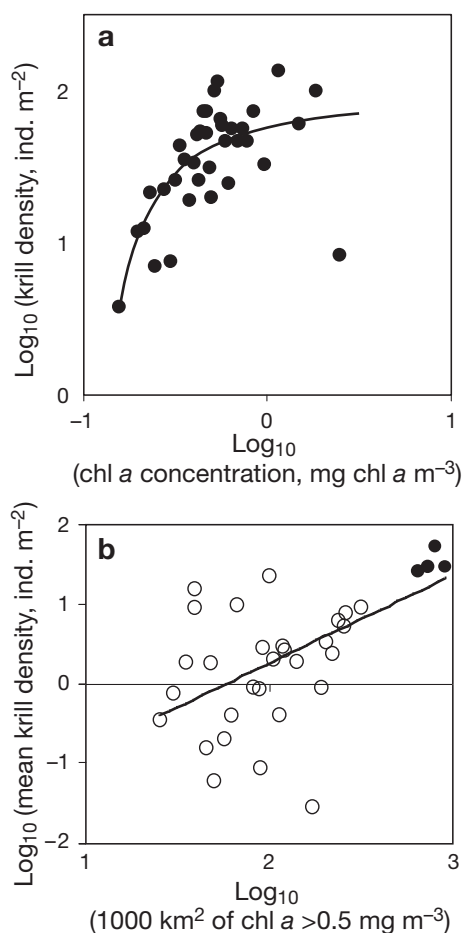 a
2
1
0
Log₁₀ (krill density, ind. m⁻²)
−1 0 1
Log₁₀
(chl a concentration, mg chl a m⁻³)
b
2
1
0
−1
−2
Log₁₀ (mean krill density, ind. m⁻²)
1 2 3
Log₁₀
(1000 km² of chl a >0.5 mg m⁻³)